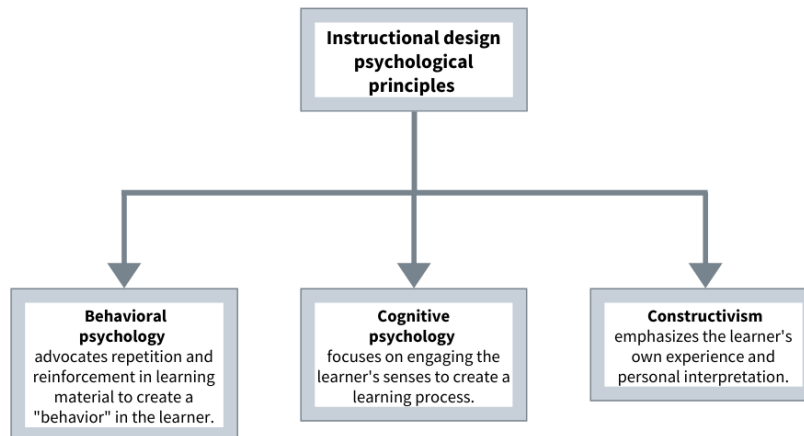 Instructional design
psychological
principles
Behavioral
psychology
advocates repetition and
reinforcement in learning
material to create a
"behavior" in the learner.
Cognitive
psychology
focuses on engaging the
learner's senses to create a
learning process.
Constructivism
emphasizes the learner's
own experience and
personal interpretation.